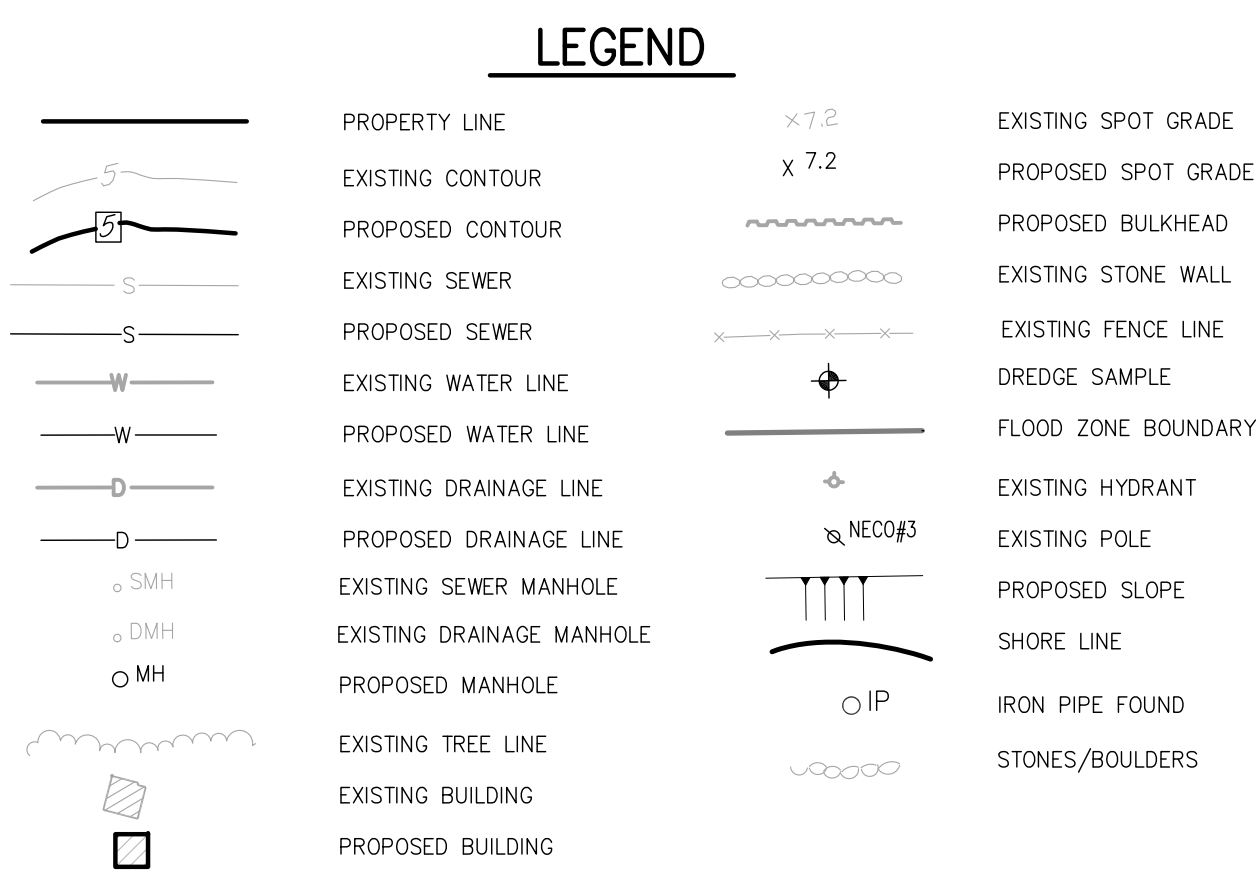 LEGEND
PROPERTY LINE
5 EXISTING CONTOUR
5 PROPOSED CONTOUR
S EXISTING SEWER
S PROPOSED SEWER
W EXISTING WATER LINE
W PROPOSED WATER LINE
D EXISTING DRAINAGE LINE
D PROPOSED DRAINAGE LINE
SMH EXISTING SEWER MANHOLE
DMH EXISTING DRAINAGE MANHOLE
MH PROPOSED MANHOLE
EXISTING TREE LINE
EXISTING BUILDING
PROPOSED BUILDING
x 7.2 EXISTING SPOT GRADE
x 7.2 PROPOSED SPOT GRADE
PROPOSED BULKHEAD
EXISTING STONE WALL
EXISTING FENCE LINE
DREDGE SAMPLE
FLOOD ZONE BOUNDARY
EXISTING HYDRANT
NECO#3 EXISTING POLE
PROPOSED SLOPE
SHORE LINE
IP IRON PIPE FOUND
STONES/BOULDERS